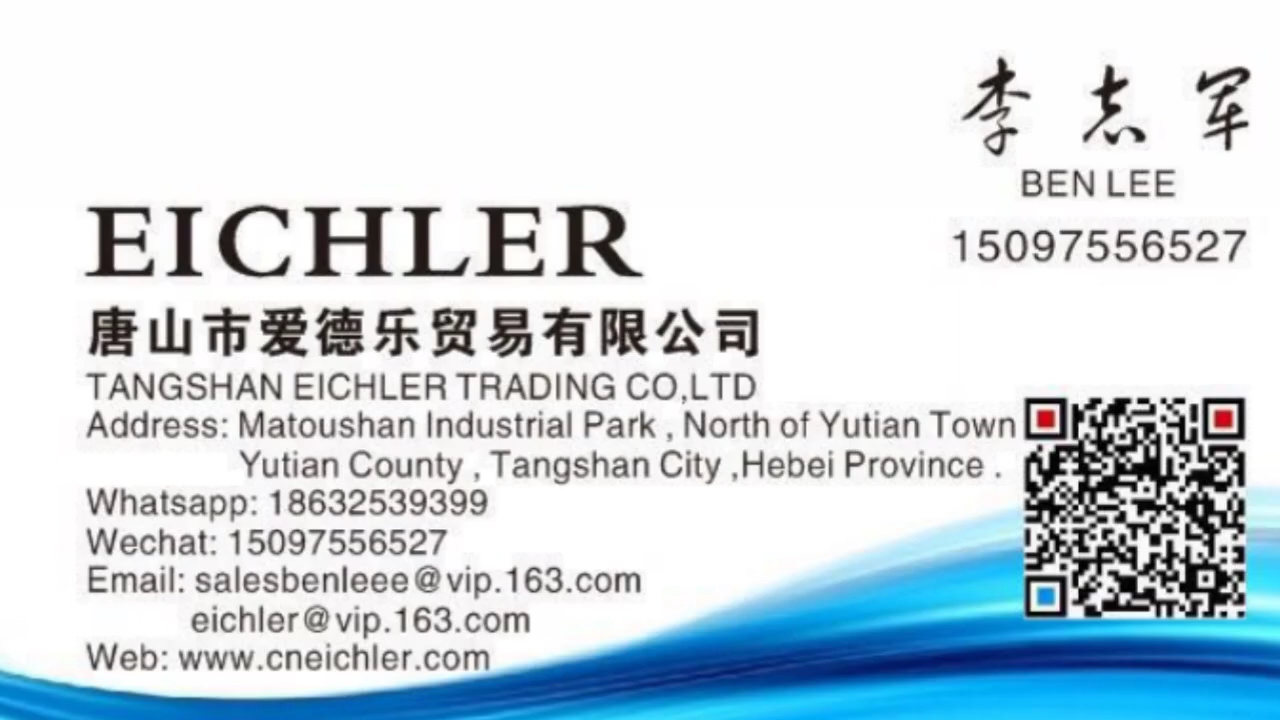 李志军
BEN LEE
15097556527
EICHLER
唐山市爱德乐贸易有限公司
TANGSHAN EICHLER TRADING CO,LTD
Address: Matoushan Industrial Park , North of Yutian Town
Yutian County , Tangshan City ,Hebei Province .
Whatsapp: 18632539399
Wechat: 15097556527
Email: salesbenleee@vip.163.com
eichler@vip.163.com
Web: www.cneichler.com